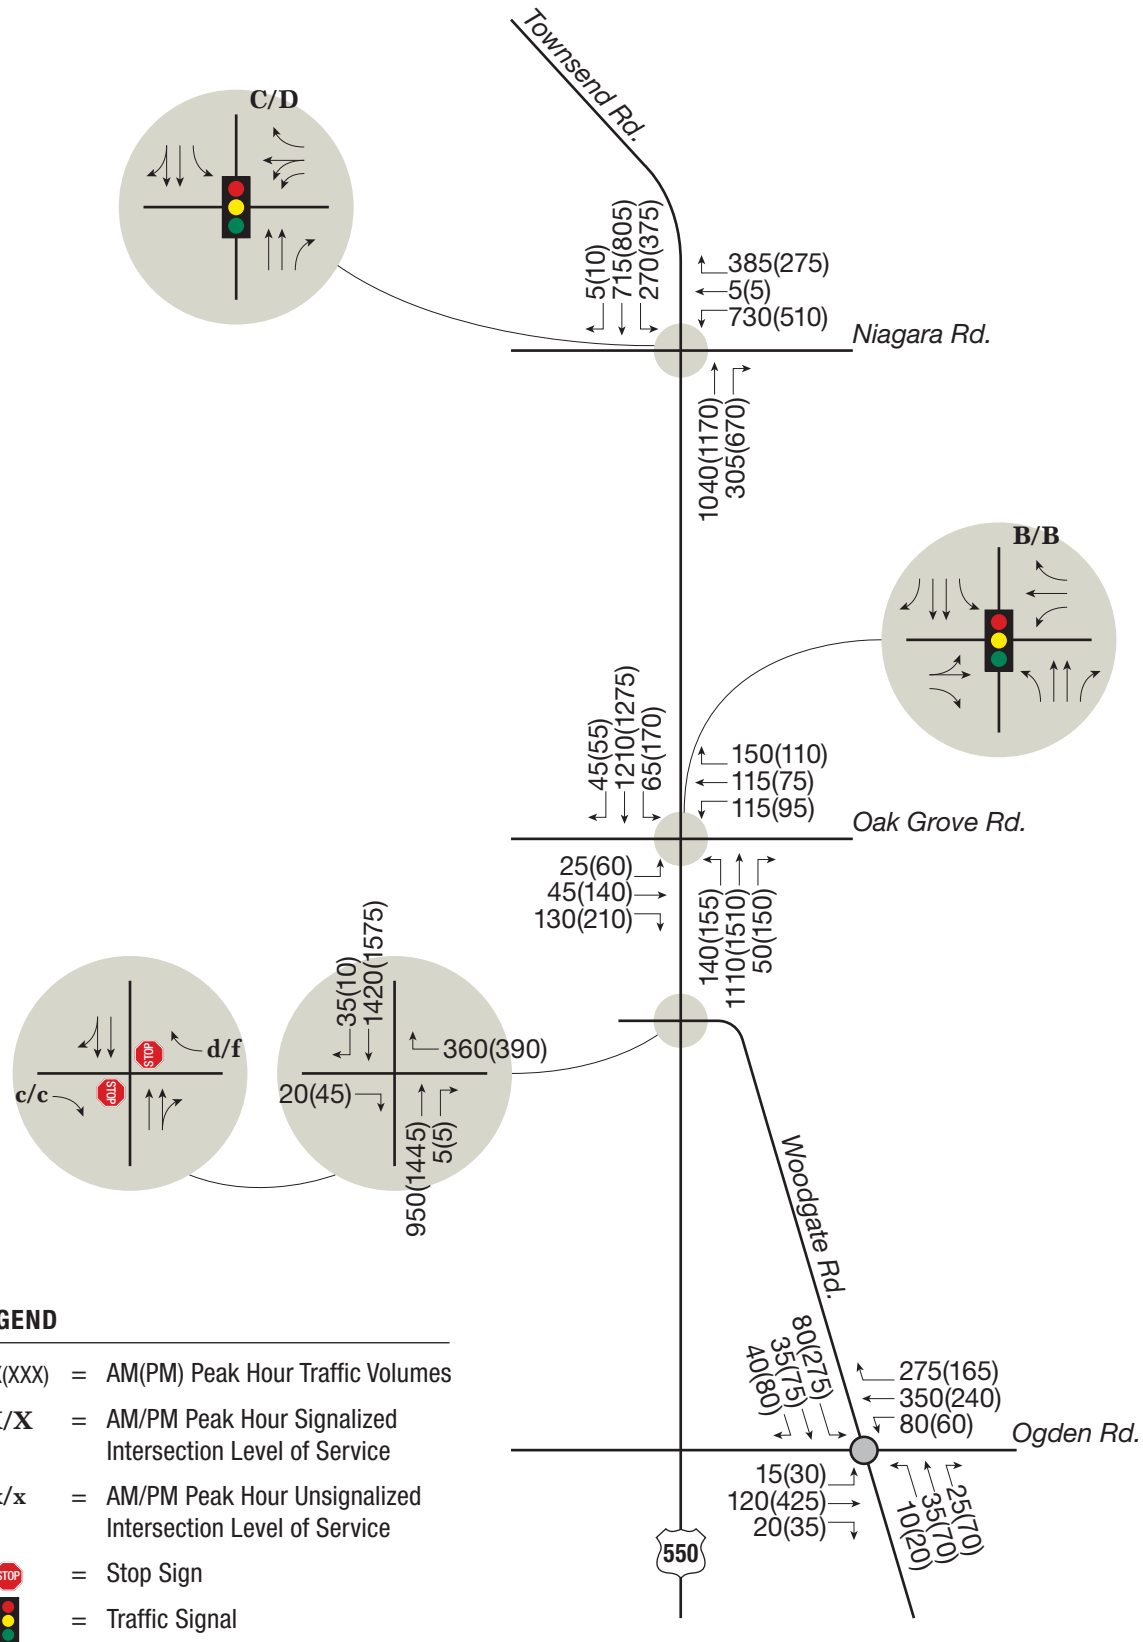 Townsend Rd.
C/D
5(10)
715(805)
270(375)
385(275)
5(5)
730(510)
Niagara Rd.
1040(1170)
305(670)
B/B
45(55)
1210(1275)
65(170)
150(110)
115(75)
115(95)
Oak Grove Rd.
25(60)
45(140)
130(210)
140(155)
1110(1510)
50(150)
35(10)
1420(1575)
360(390)
20(45)
950(1445)
5(5)
d/f
STOP
STOP
c/c
Woodgate Rd.
80(275)
35(75)
40(80)
275(165)
350(240)
80(60)
Ogden Rd.
15(30)
120(425)
20(35)
10(20)
35(70)
25(70)
550
GEND
(XXX) = AM(PM) Peak Hour Traffic Volumes
/X = AM/PM Peak Hour Signalized
Intersection Level of Service
/x = AM/PM Peak Hour Unsignalized
Intersection Level of Service
STOP = Stop Sign
= Traffic Signal